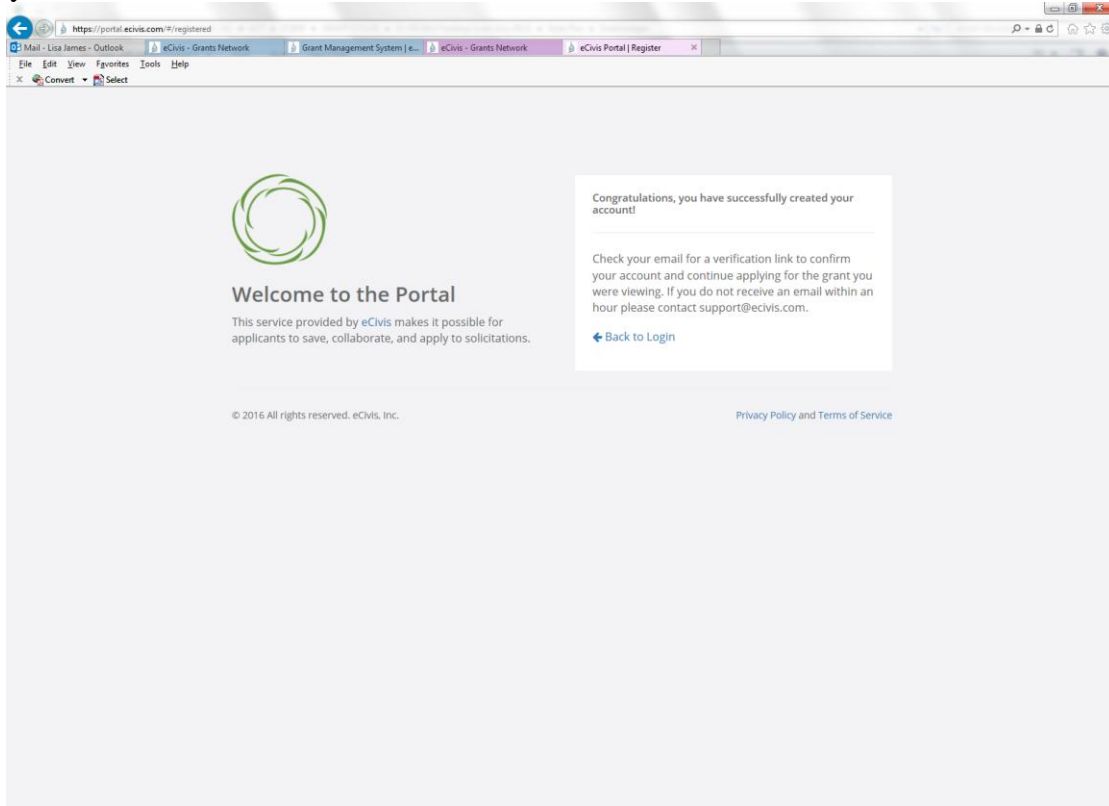 https://portal.ecivis.com/#/registered
Mail - Lisa James - Outlook
eCivis - Grants Network
Grant Management System | e...
eCivis - Grants Network
eCivis Portal | Register
File Edit View Favorites Tools Help
Convert Select
Welcome to the Portal
This service provided by eCivis makes it possible for
applicants to save, collaborate, and apply to solicitations.
Congratulations, you have successfully created your
account!
Check your email for a verification link to confirm
your account and continue applying for the grant you
were viewing. If you do not receive an email within an
hour please contact support@ecivis.com.
Back to Login
© 2016 All rights reserved. eCivis, Inc.
Privacy Policy and Terms of Service